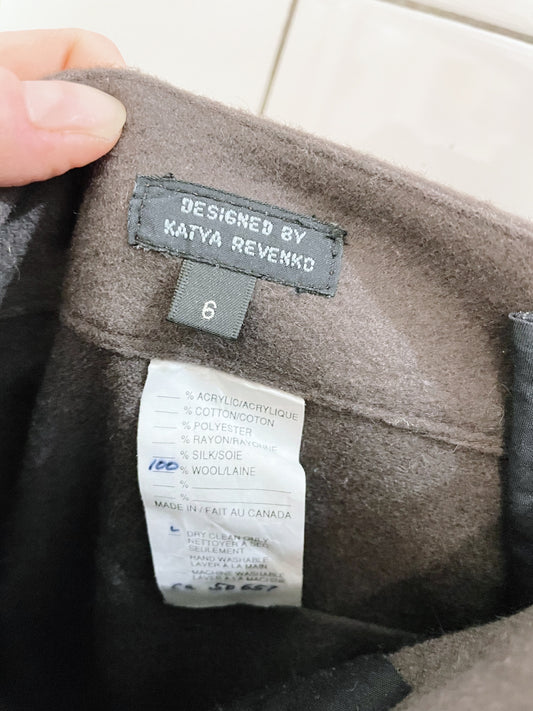 DESIGNED BY
KATYA REVENKO
6
% ACRYLIC/ACRYLIQUE
% COTTON/COTON
% POLYESTER
% RAYON/RAYONNE
% SILK/SOIE
100 % WOOL/LAINE
%
%
MADE IN / FAIT AU CANADA
DRY CLEAN ONLY
NETTOYER À SEC
SEULEMENT
HAND WASHABLE
LAVER À LA MAIN
MACHINE WASHABLE
LAVER À LA MACHINE